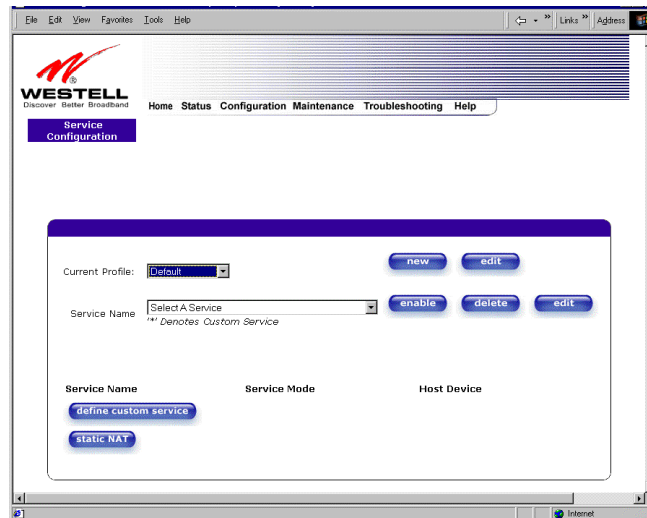 File Edit View Favorites Tools Help » Links » Address
WESTELL ®
Discover Better Broadband
Home Status Configuration Maintenance Troubleshooting Help
Service
Configuration
Current Profile: Default new edit
Service Name Select A Service enable delete edit
'*' Denotes Custom Service
Service Name Service Mode Host Device
define custom service
static NAT
Internet